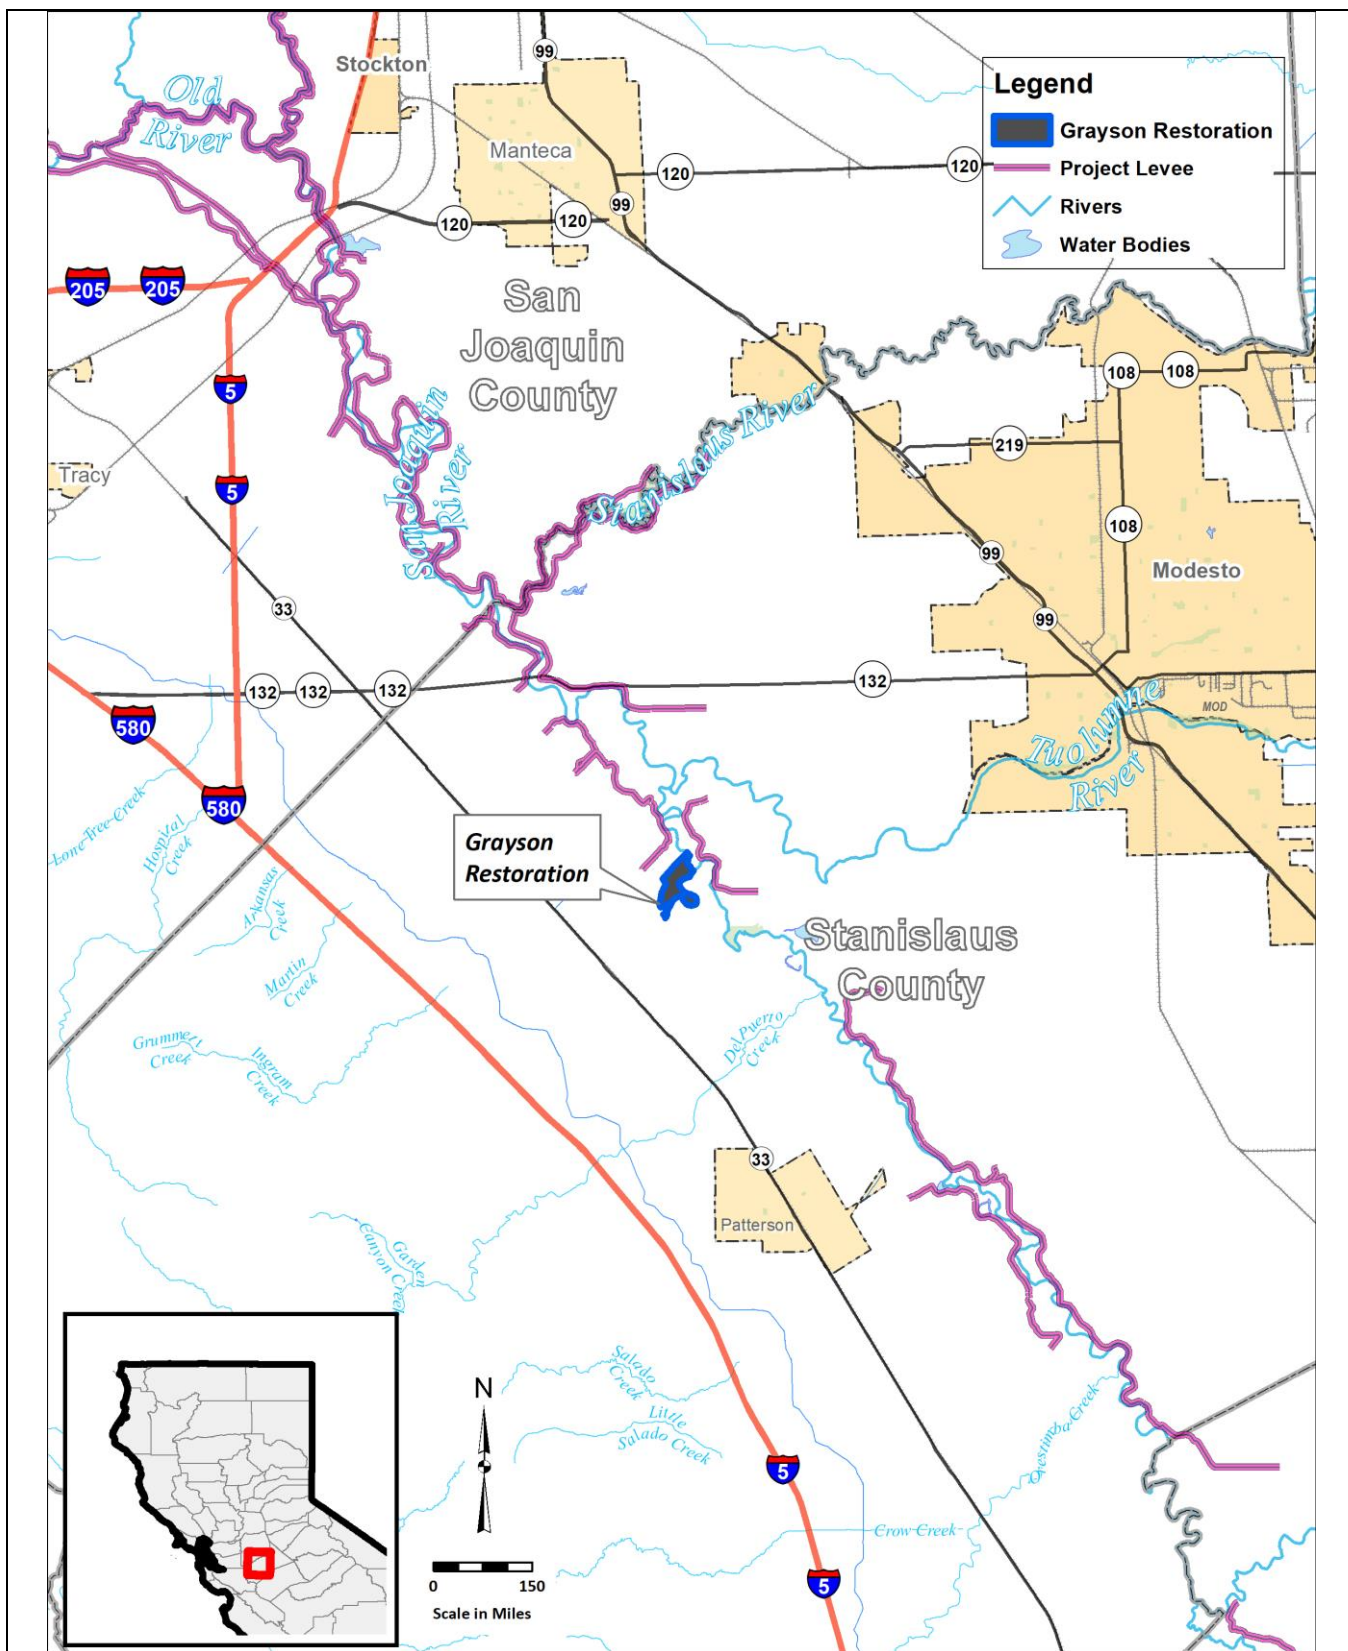 Stockton
99
Old
River
Manteca
120
120
120
120
99
Legend
Grayson Restoration
Project Levee
Rivers
Water Bodies
205
205
San
Joaquin
County
5
108
108
219
Tracy
5
San Joaquin
River
Stanislaus River
108
99
Modesto
33
99
132
132
132
132
MOD
Tuolumne
River
580
580
Lone Tree Creek
Hospital
Creek
Grayson
Restoration
Arkansas
Creek
Stanislaus
County
Martin
Creek
Del Puerto
Creek
Grummett
Creek
Ingram
Creek
33
Patterson
Garden
Canyon Creek
Salado
Creek
Little
Salado Creek
Orestimba Creek
N
5
Crow Creek
5
0 150
Scale in Miles